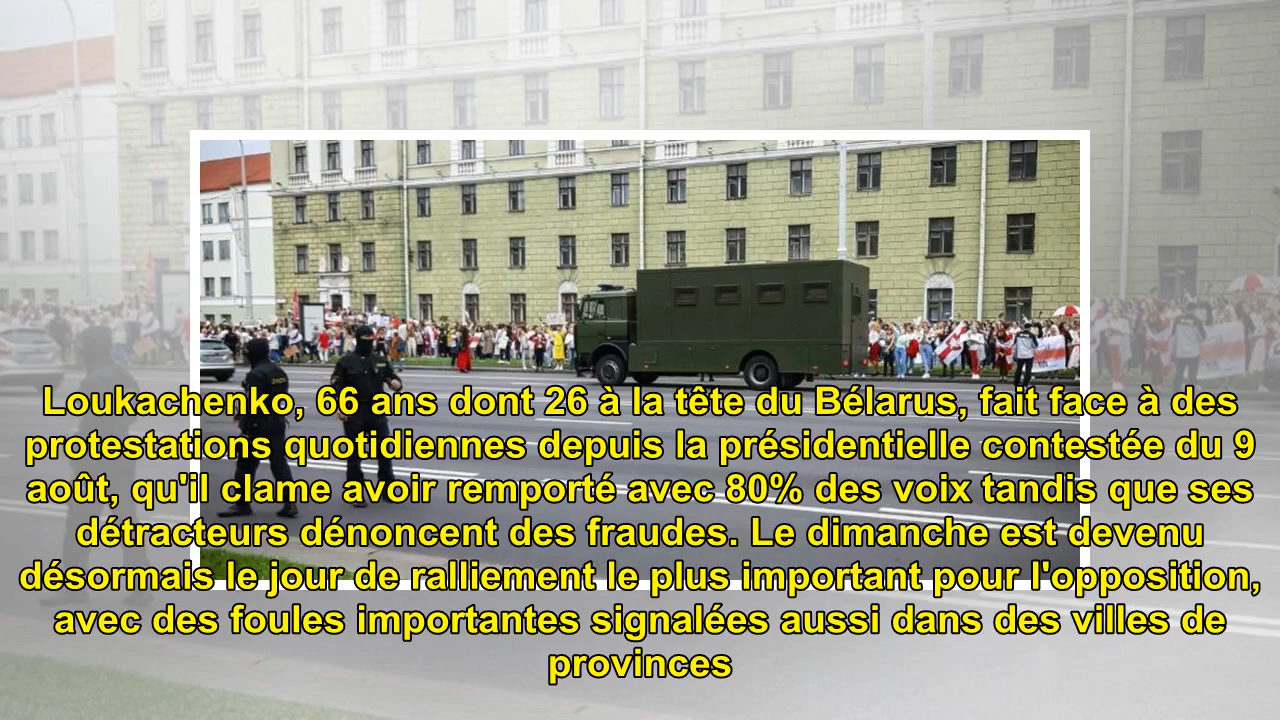 Loukachenko, 66 ans dont 26 à la tête du Bélarus, fait face à des
protestations quotidiennes depuis la présidentielle contestée du 9
août, qu'il clame avoir remporté avec 80% des voix tandis que ses
détracteurs dénoncent des fraudes. Le dimanche est devenu
désormais le jour de ralliement le plus important pour l'opposition,
avec des foules importantes signalées aussi dans des villes de
provinces